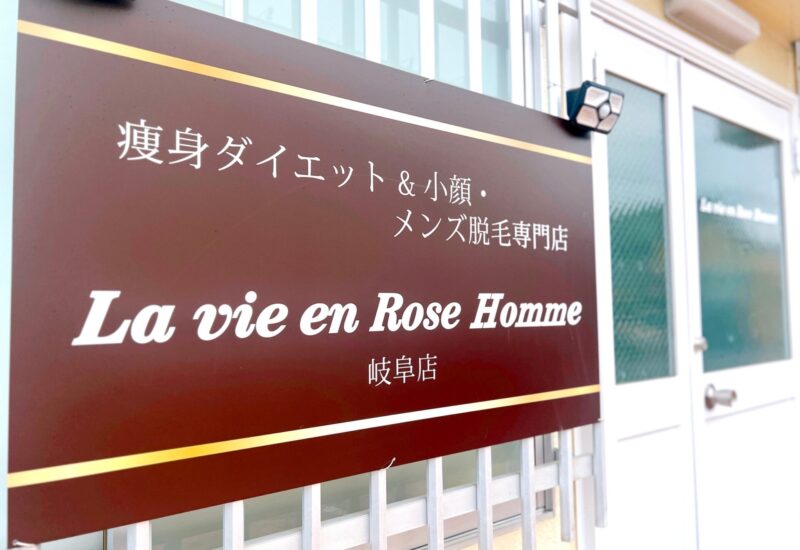 痩身ダイエット & 小顔・
メンズ脱毛専門店
La vie en Rose Homme
岐阜店
La vie en Rose Homme